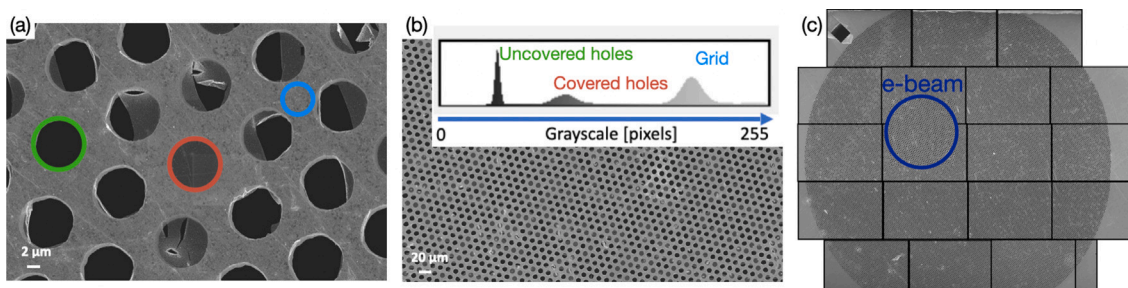 (a)
2 µm
(b)
Uncovered holes
Covered holes
Grid
0
Grayscale [pixels]
255
20 µm
(c)
e-beam